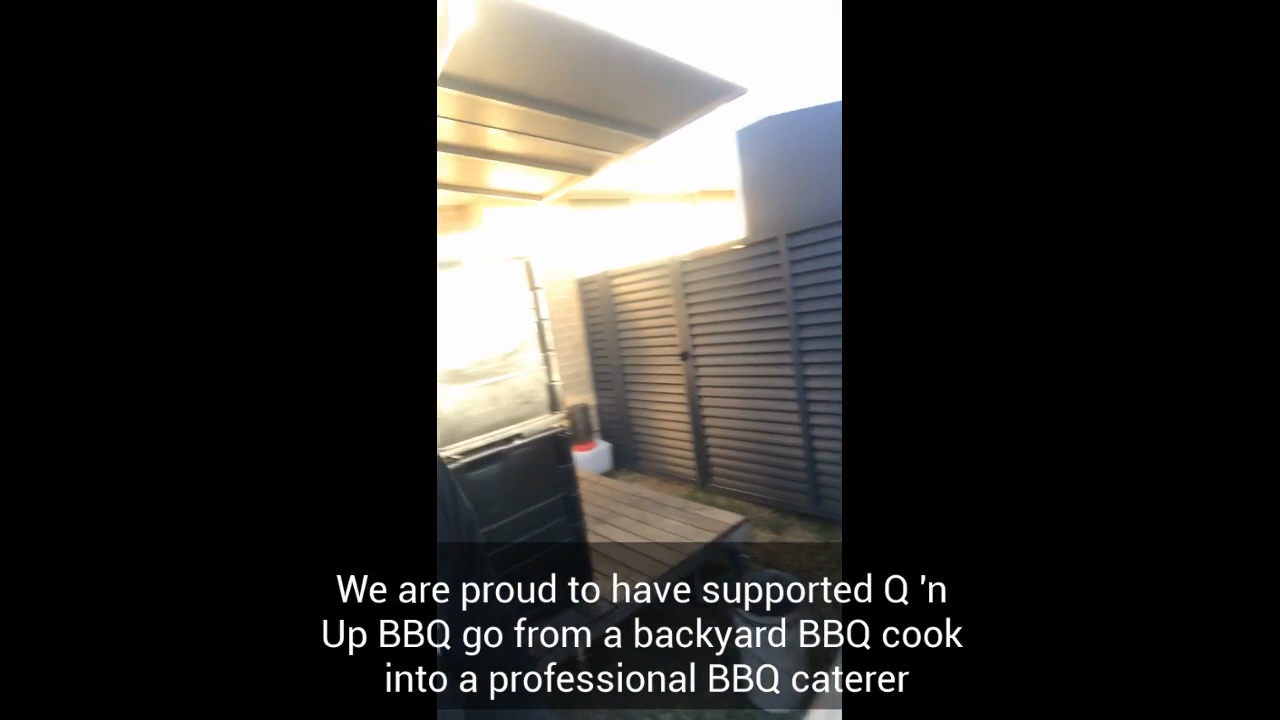 We are proud to have supported Q 'n
Up BBQ go from a backyard BBQ cook
into a professional BBQ caterer